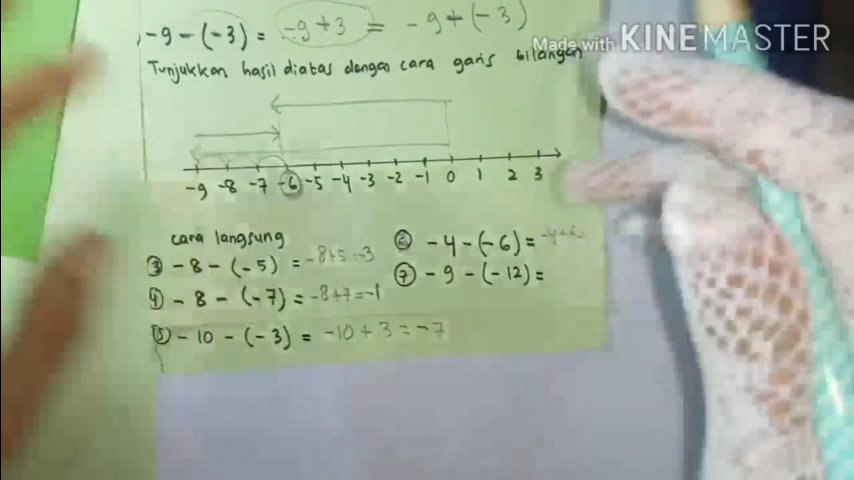 -9 - (-3) = -9 + 3 = -9 + (-3)
Made with KINEMASTER
Tunjukkan hasil diatas dengan cara garis bilangan
-9 -8 -7 -6 -5 -4 -3 -2 -1 0 1 2 3
cara langsung
③ -8 - (-5) = -8+5=-3
④ -8 - (-7) = -8+7=-1
⑤ -10 - (-3) = -10+3=-7
⑥ -4 - (-6) = -4+6=
⑦ -9 - (-12) =